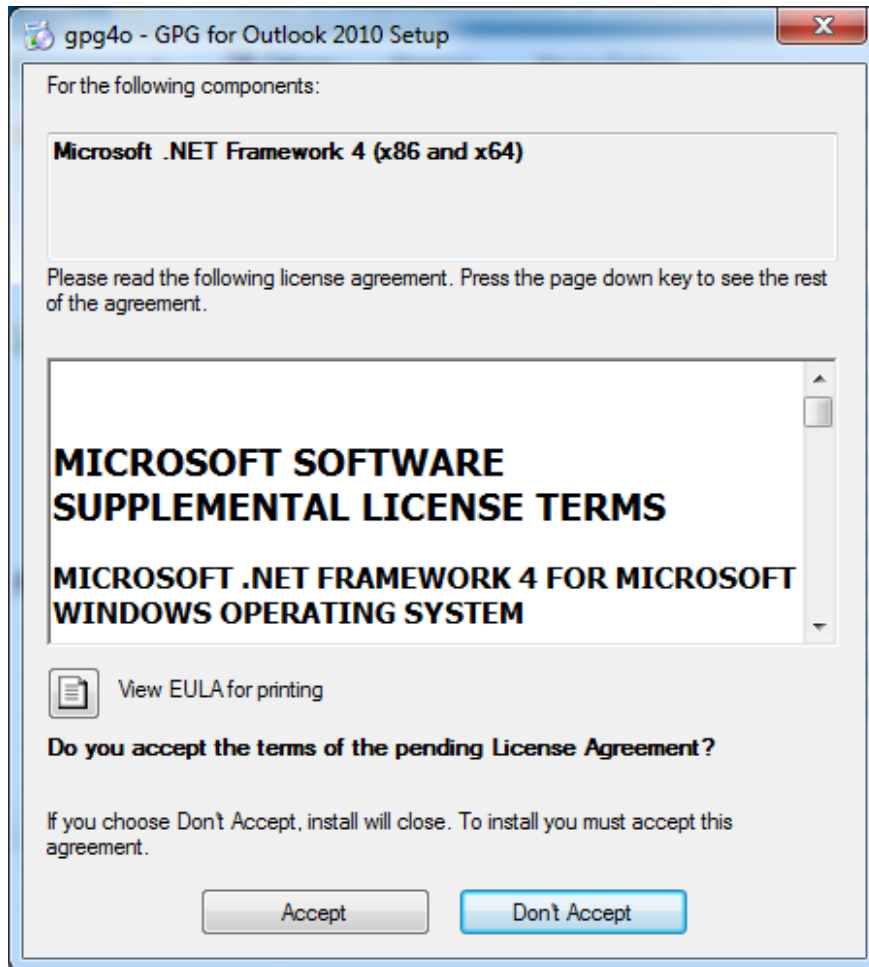 gpg4o - GPG for Outlook 2010 Setup
For the following components:
Microsoft .NET Framework 4 (x86 and x64)
Please read the following license agreement. Press the page down key to see the rest
of the agreement.
MICROSOFT SOFTWARE
SUPPLEMENTAL LICENSE TERMS
MICROSOFT .NET FRAMEWORK 4 FOR MICROSOFT
WINDOWS OPERATING SYSTEM
View EULA for printing
Do you accept the terms of the pending License Agreement?
If you choose Don't Accept, install will close. To install you must accept this
agreement.
Accept
Don't Accept